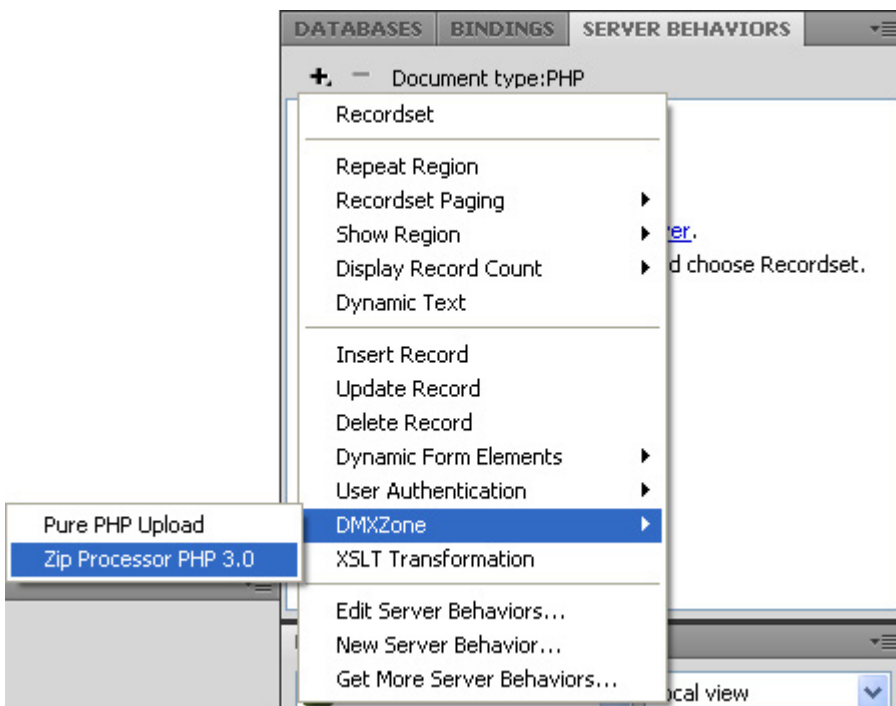 DATABASES BINDINGS SERVER BEHAVIORS
Document type:PHP
Recordset
Repeat Region
Recordset Paging
Show Region
er.
Display Record Count
d choose Recordset.
Dynamic Text
Insert Record
Update Record
Delete Record
Dynamic Form Elements
User Authentication
Pure PHP Upload
DMXZone
Zip Processor PHP 3.0
XSLT Transformation
Edit Server Behaviors...
New Server Behavior...
Get More Server Behaviors...
ocal view